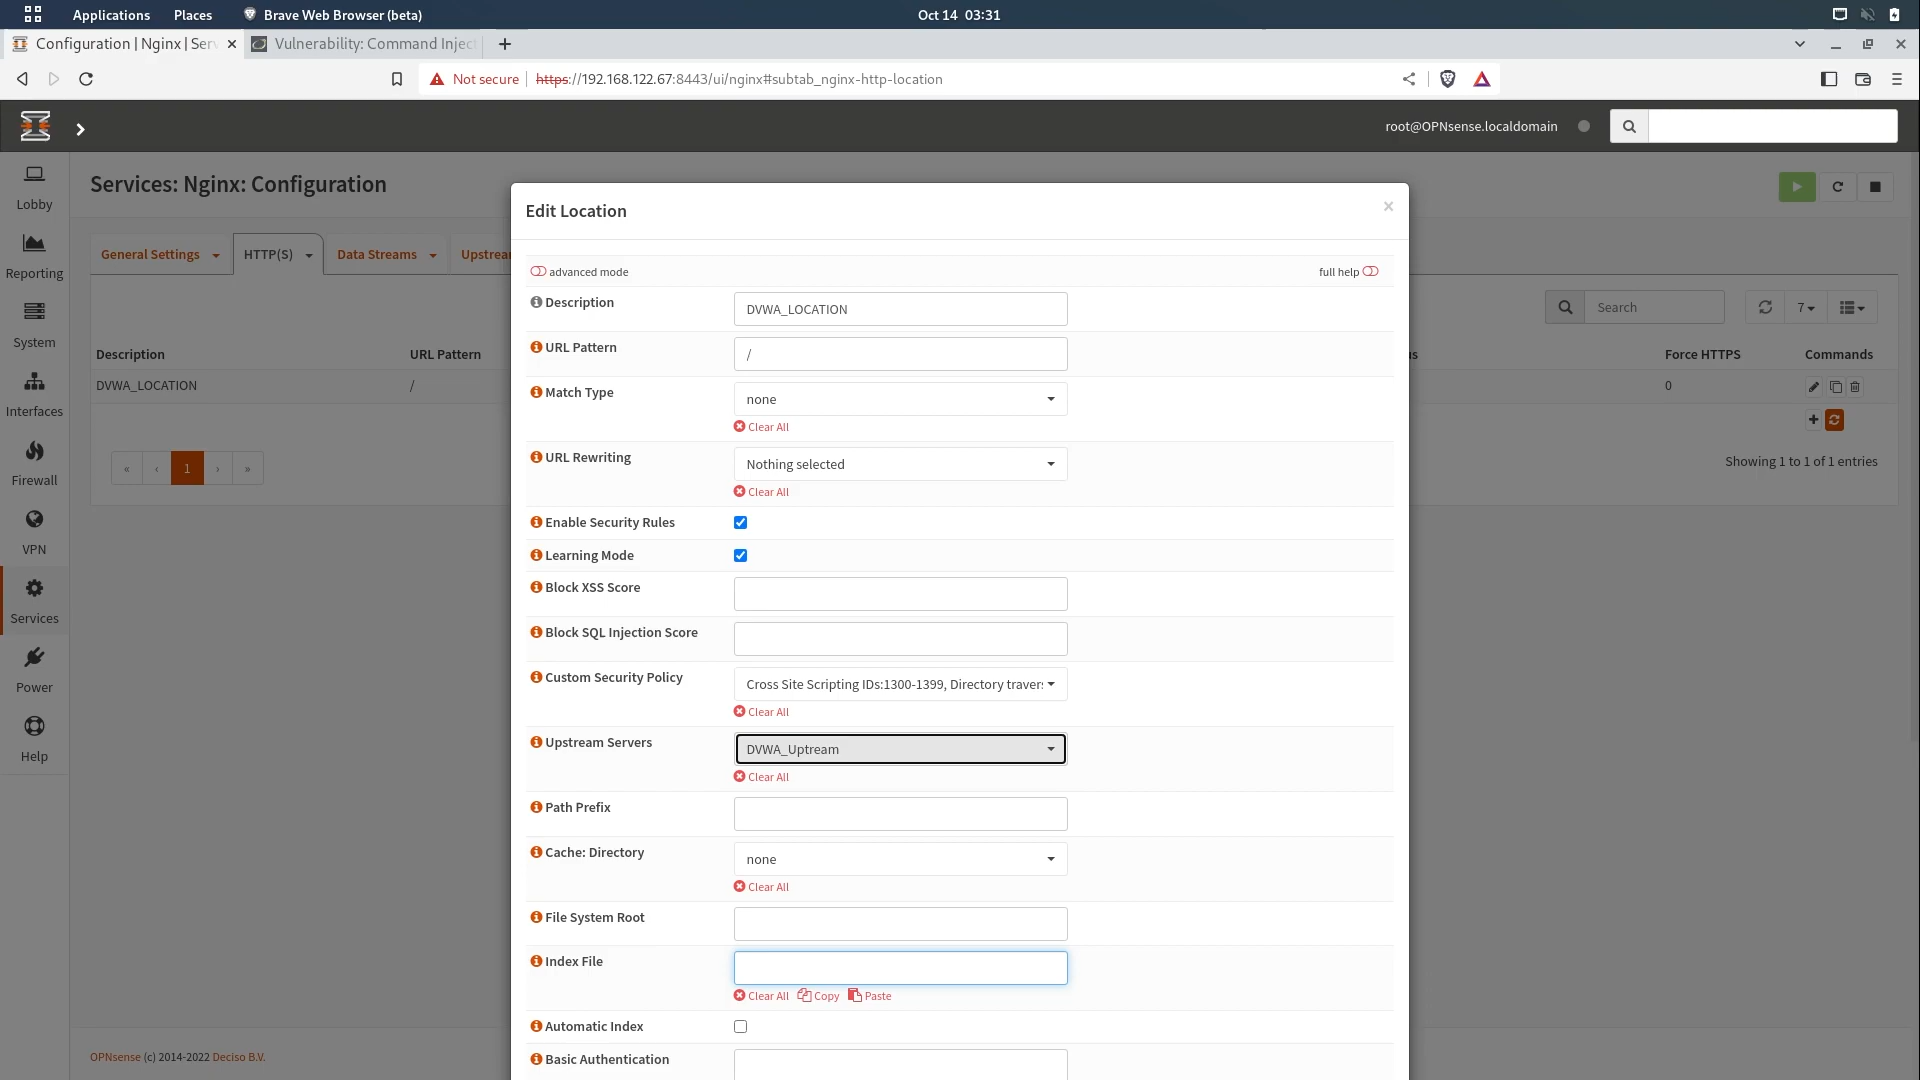 Applications Places Brave Web Browser (beta) Oct 14 03:31
Configuration | Nginx | Serv Vulnerability: Command Inject
Not secure https://192.168.122.67:8443/ui/nginx#subtab_nginx-http-location
root@OPNsense.localdomain
Lobby
Reporting
System
Interfaces
Firewall
VPN
Services
Power
Help
Services: Nginx: Configuration
General Settings HTTP(S) Data Streams Upstrea
Search 7
Description URL Pattern Force HTTPS Commands
DVWA_LOCATION / 0
« ‹ 1 › »
Showing 1 to 1 of 1 entries
Edit Location ×
advanced mode full help
Description DVWA_LOCATION
URL Pattern /
Match Type none
Clear All
URL Rewriting Nothing selected
Clear All
Enable Security Rules
Learning Mode
Block XSS Score
Block SQL Injection Score
Custom Security Policy Cross Site Scripting IDs:1300-1399, Directory travers
Clear All
Upstream Servers DVWA_Uptream
Clear All
Path Prefix
Cache: Directory none
Clear All
File System Root
Index File
Clear All Copy Paste
Automatic Index
Basic Authentication
OPNsense (c) 2014-2022 Deciso B.V.